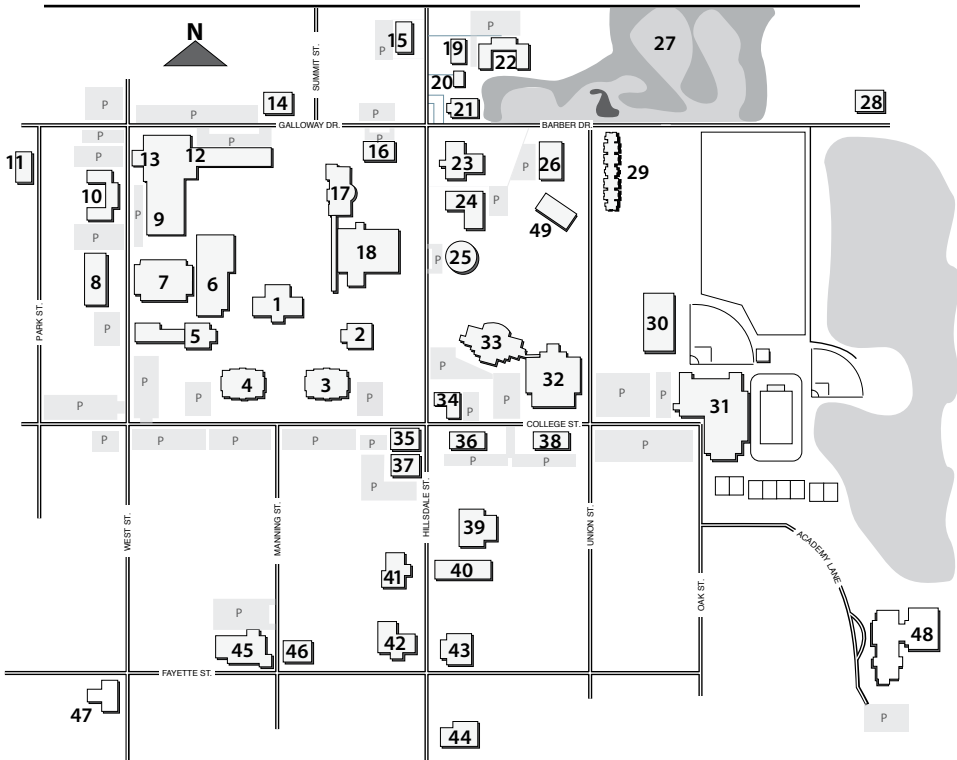 N
SUMMIT ST.
P
15
P
19
22
27
20
P
14
P
P
21
28
GALLOWAY DR.
BARBER DR.
P
P
P
P
13
12
16
23
P
26
29
11
10
17
24
P
P
9
49
P
18
P
25
8
7
6
1
PARK ST.
P
5
2
33
30
P
P
4
3
32
P
P
P
P
P
P
31
P
34
P
COLLEGE ST.
P
P
P
P
P
35
36
38
P
37
P
P
P
WEST ST.
MANNING ST.
HILLSDALE ST.
UNION ST.
39
ACADEMY LANE
41
40
OAK ST.
P
45
46
42
43
48
FAYETTE ST.
47
P
44